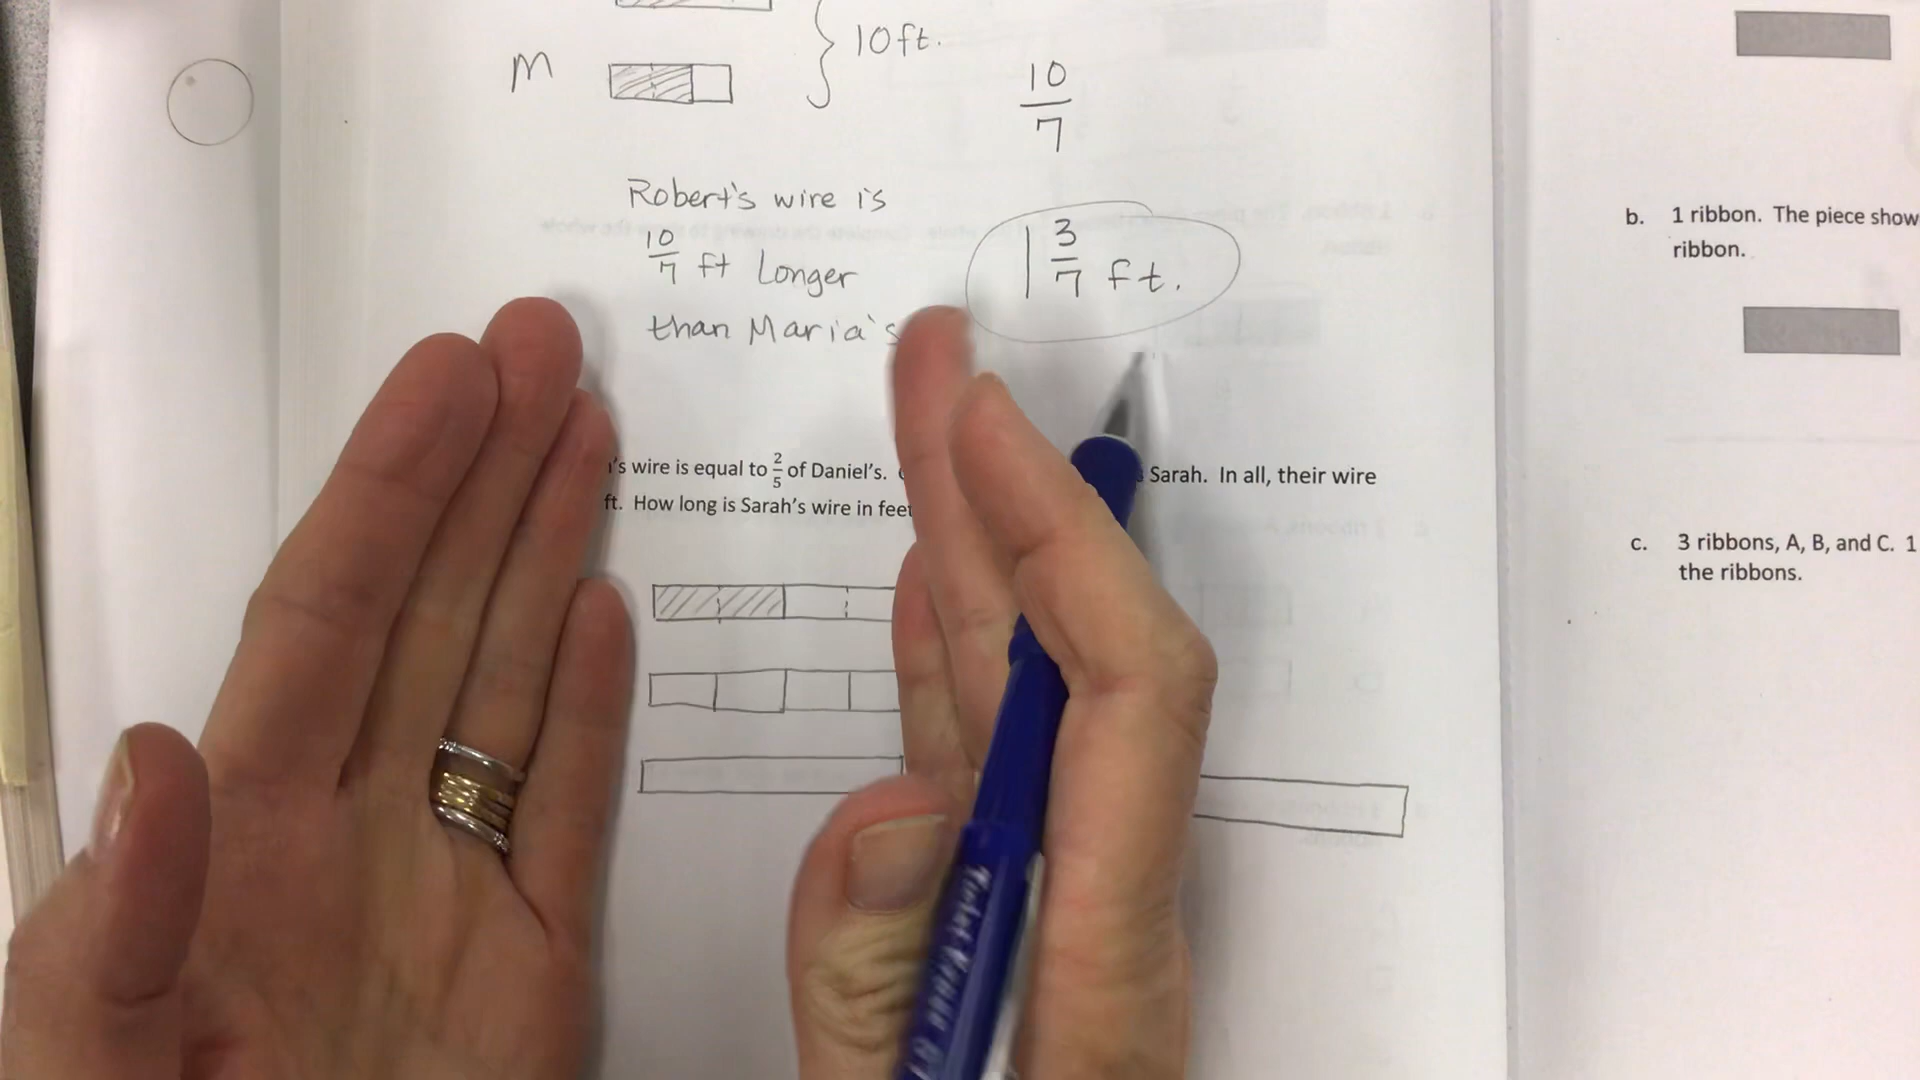 10ft.
M
10
7
Robert's wire is
10/7 ft Longer
than Maria's
1 3/7 ft.
's wire is equal to 2/5 of Daniel's. Sarah. In all, their wire
ft. How long is Sarah's wire in feet
b. 1 ribbon. The piece show
ribbon.
c. 3 ribbons, A, B, and C. 1
the ribbons.